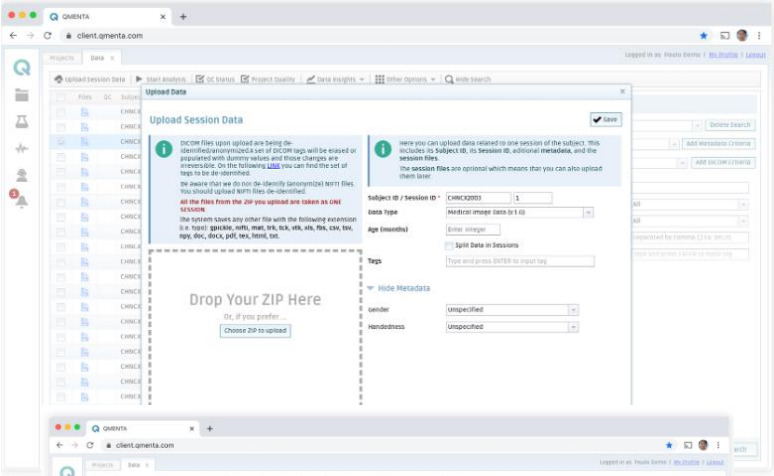 QMENTA
client.qmenta.com
Logged in as Paulo Demo | My Profile | Logout
Projects Data
Upload Session Data Start Analysis QC Status Project Quality Data Insights Other Options Hide Search
Files QC
Upload Data
Upload Session Data
Save
DICOM files upon upload are being de-
identified/anonymized.A set of DICOM tags will be erased or
populated with dummy values and those changes are
irreversible. On the following LINK you can find the set of
tags to be de-identified.
Be aware that we do not de-identify (anonymize) NIFTI files.
You should upload NIFTI files de-identified.
All the files from the ZIP you upload are taken as ONE
SESSION
The system saves any other file with the following extension
(i.e. type): gpickle, nifti, mat, trk, tck, vtk, xls, fbs, csv, tsv,
npy, doc, docx, pdf, tex, html, txt.
Here you can upload data related to one session of the subject. This
includes its Subject ID, its Session ID, aditional metadata, and the
session files.
The session files are optional which means that you can also upload
them later.
Subject ID / Session ID * CHNCX2003 1
Data Type Medical Image Data (≤1 G)
Age (months) Enter integer
Split Data in Sessions
Tags Type and press ENTER to input tag
Hide Metadata
Gender Unspecified
Handedness Unspecified
Drop Your ZIP Here
Or, if you prefer ...
Choose ZIP to upload
Delete Search
Add Metadata Criteria
Add DICOM Criteria
QMENTA
client.qmenta.com
Projects Data
Logged in as Paulo Demo | My Profile | Logout